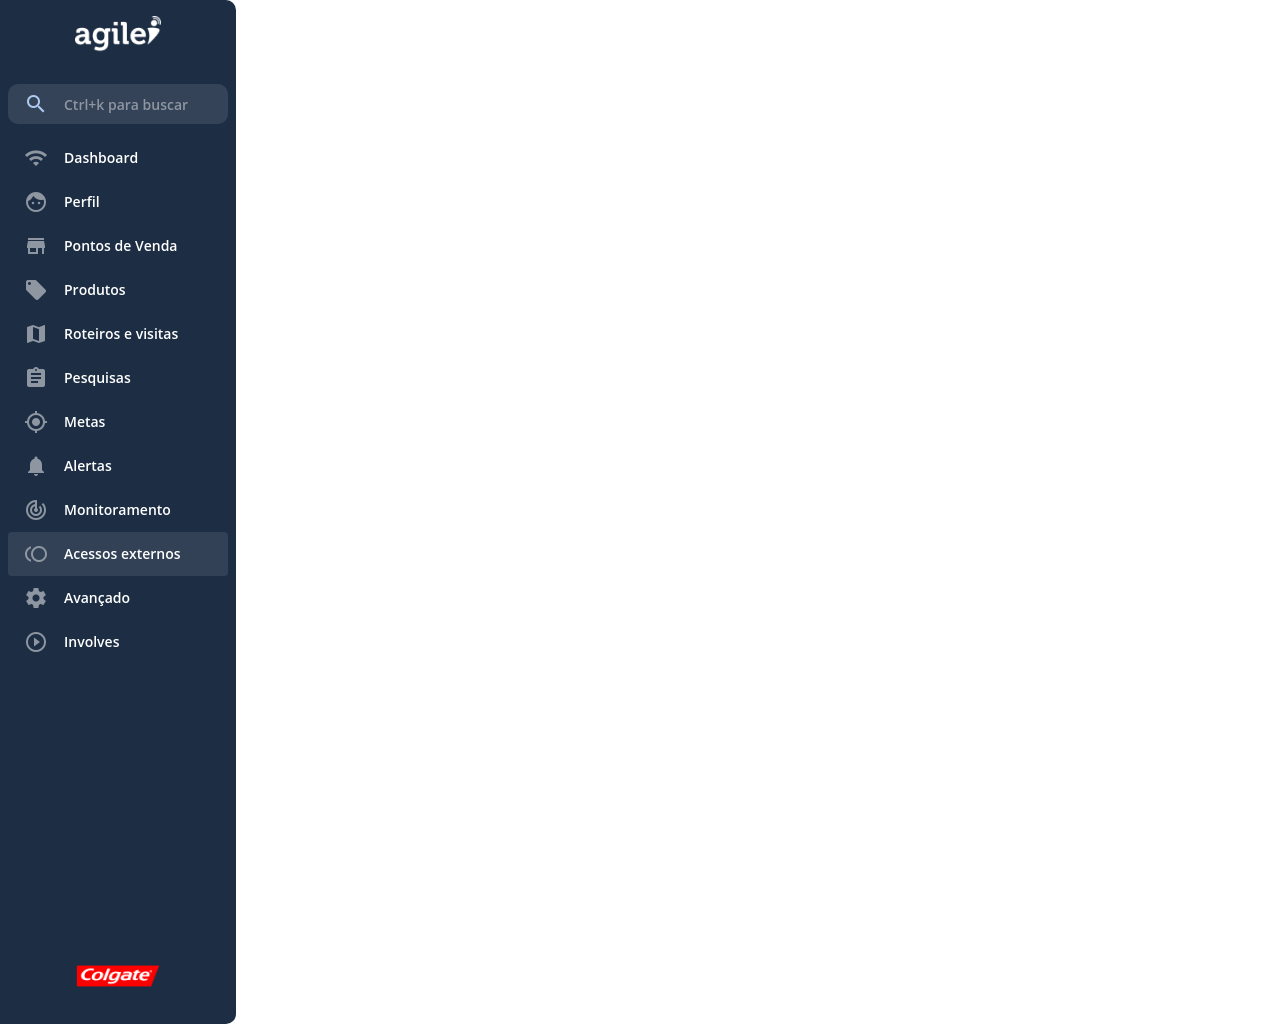 agile
Ctrl+k para buscar
Dashboard
Perfil
Pontos de Venda
Produtos
Roteiros e visitas
Pesquisas
Metas
Alertas
Monitoramento
Acessos externos
Avançado
Involves
Colgate